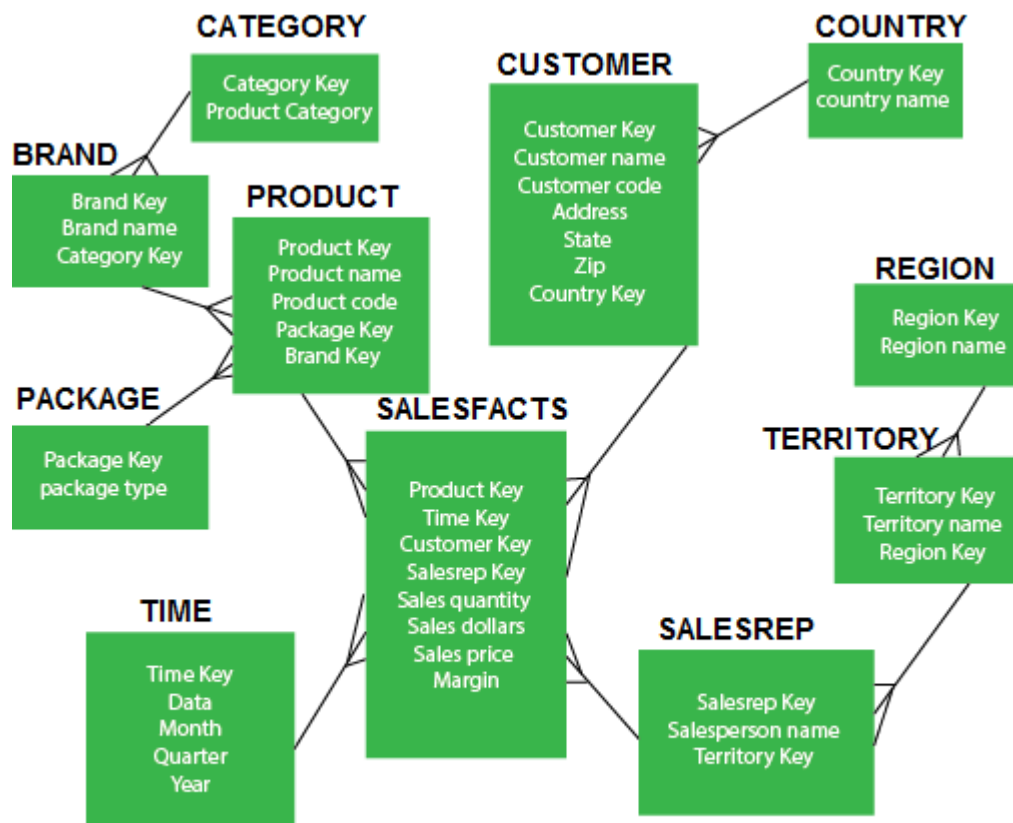 CATEGORY
Category Key
Product Category
COUNTRY
Country Key
country name
CUSTOMER
Customer Key
Customer name
Customer code
Address
State
Zip
Country Key
BRAND
Brand Key
Brand name
Category Key
PRODUCT
Product Key
Product name
Product code
Package Key
Brand Key
REGION
Region Key
Region name
PACKAGE
Package Key
package type
SALESFACTS
Product Key
Time Key
Customer Key
Salesrep Key
Sales quantity
Sales dollars
Sales price
Margin
TERRITORY
Territory Key
Territory name
Region Key
TIME
Time Key
Data
Month
Quarter
Year
SALESREP
Salesrep Key
Salesperson name
Territory Key